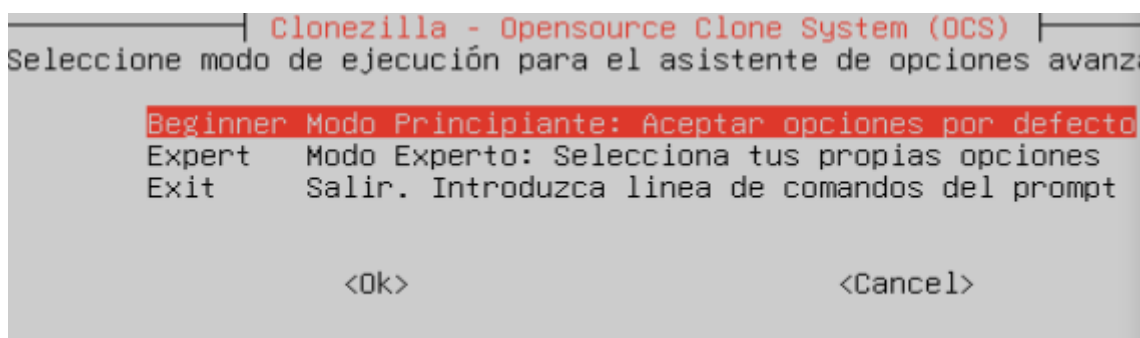 Clonezilla - Opensource Clone System (OCS)
Seleccione modo de ejecución para el asistente de opciones
Beginner Modo Principiante: Aceptar opciones por defecto
Expert Modo Experto: Selecciona tus propias opciones
Exit Salir. Introduzca linea de comandos del prompt
<Ok> <Cancel>